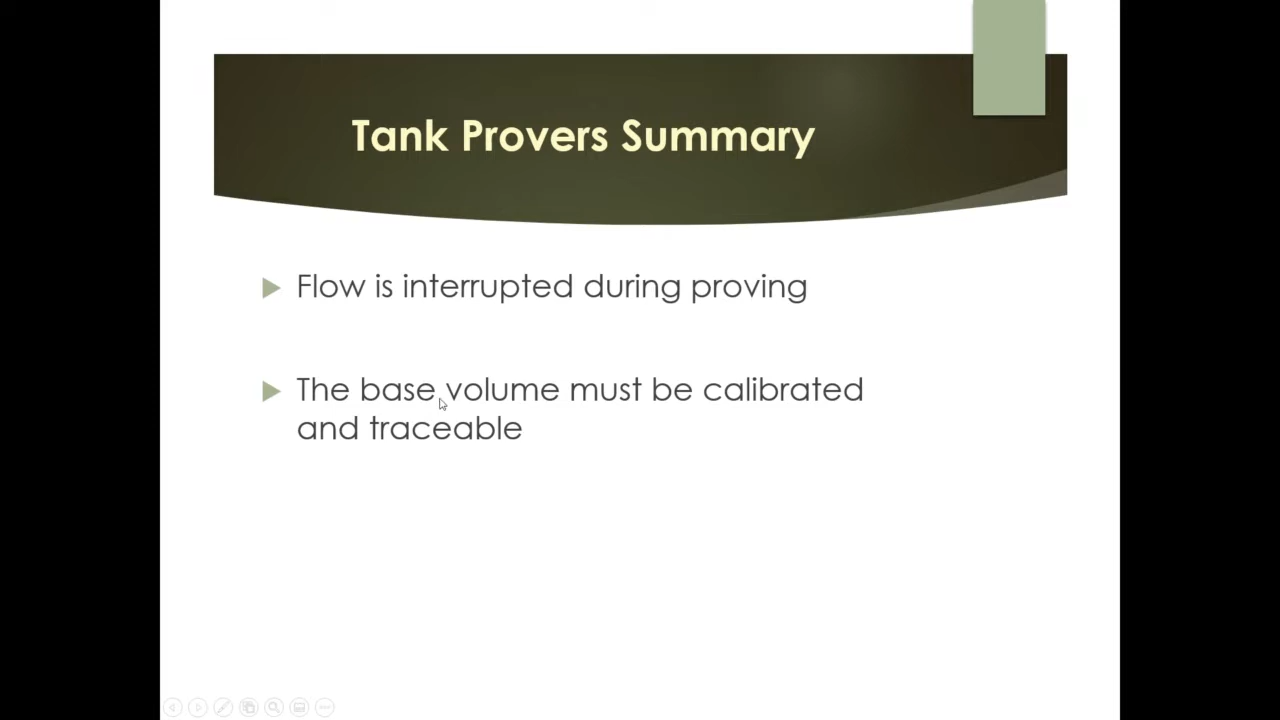 Tank Provers Summary
Flow is interrupted during proving
The base volume must be calibrated
and traceable